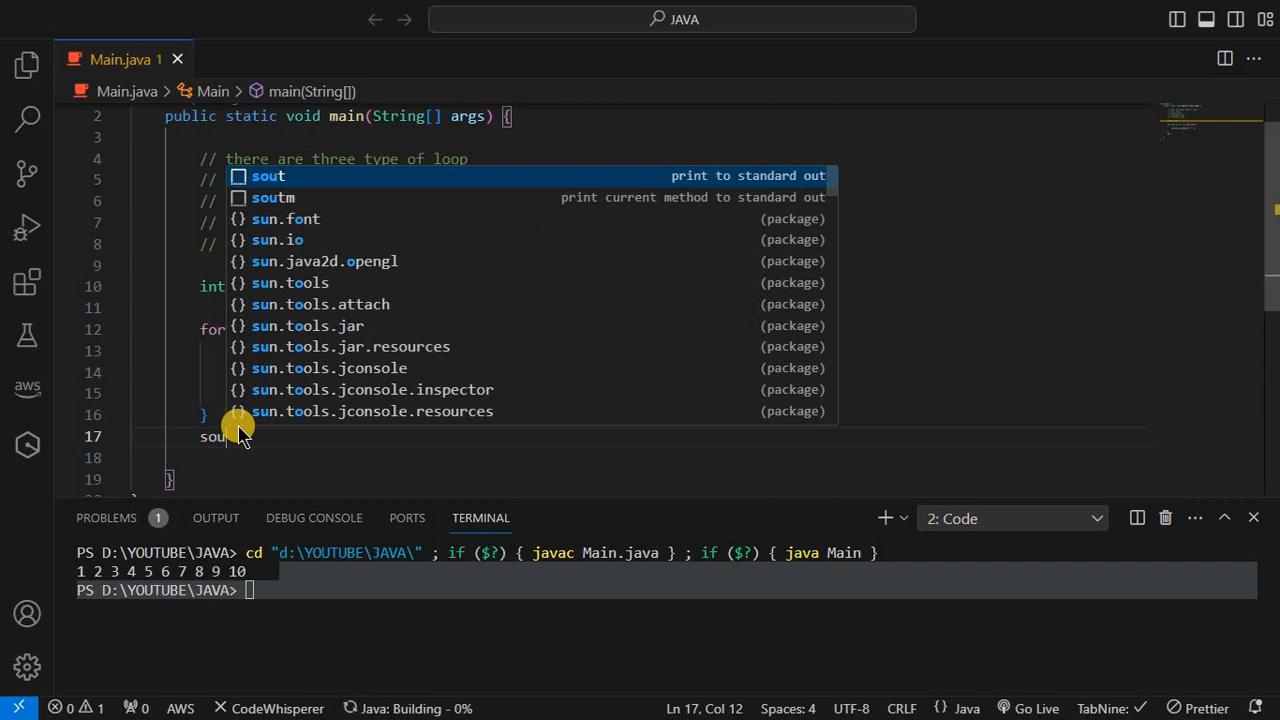 JAVA
Main.java 1
Main.java > Main > main(String[])
2 public static void main(String[] args) {
3
4 // there are three type of loop
5 //
6 //
7 //
8 //
9
10 int
11
12 for
13
14
15
16 }
17 sou
18
19 }
sout print to standard out
soutm print current method to standard out
{} sun.font (package)
{} sun.io (package)
{} sun.java2d.opengl (package)
{} sun.tools (package)
{} sun.tools.attach (package)
{} sun.tools.jar (package)
{} sun.tools.jar.resources (package)
{} sun.tools.jconsole (package)
{} sun.tools.jconsole.inspector (package)
{} sun.tools.jconsole.resources (package)
aws
PROBLEMS 1 OUTPUT DEBUG CONSOLE PORTS TERMINAL 2: Code
PS D:\YOUTUBE\JAVA> cd "d:\YOUTUBE\JAVA\" ; if ($?) { javac Main.java } ; if ($?) { java Main }
1 2 3 4 5 6 7 8 9 10
PS D:\YOUTUBE\JAVA>
0 1 0 AWS CodeWhisperer Java: Building - 0% Ln 17, Col 12 Spaces: 4 UTF-8 CRLF {} Java Go Live TabNine: Prettier